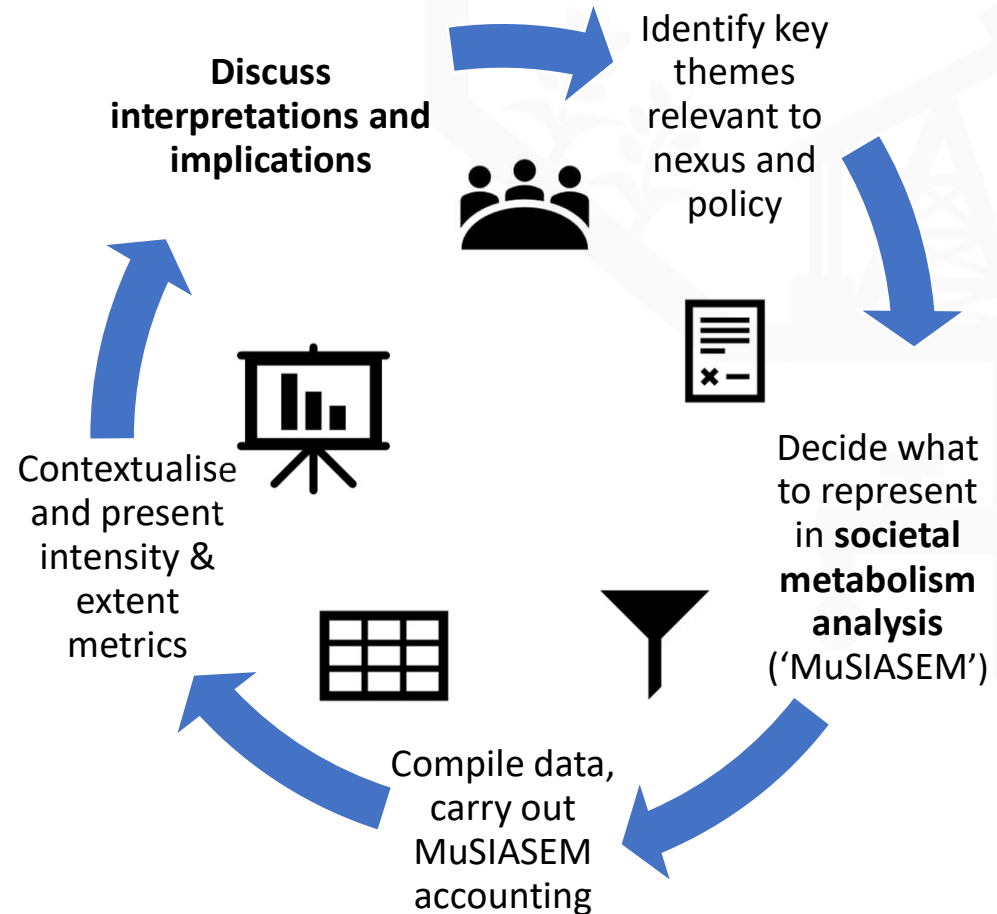 Discuss
interpretations and
implications
Identify key
themes
relevant to
nexus and
policy
Decide what
to represent
in societal
metabolism
analysis
(‘MuSIASEM’)
Compile data,
carry out
MuSIASEM
accounting
Contextualise
and present
intensity &
extent
metrics